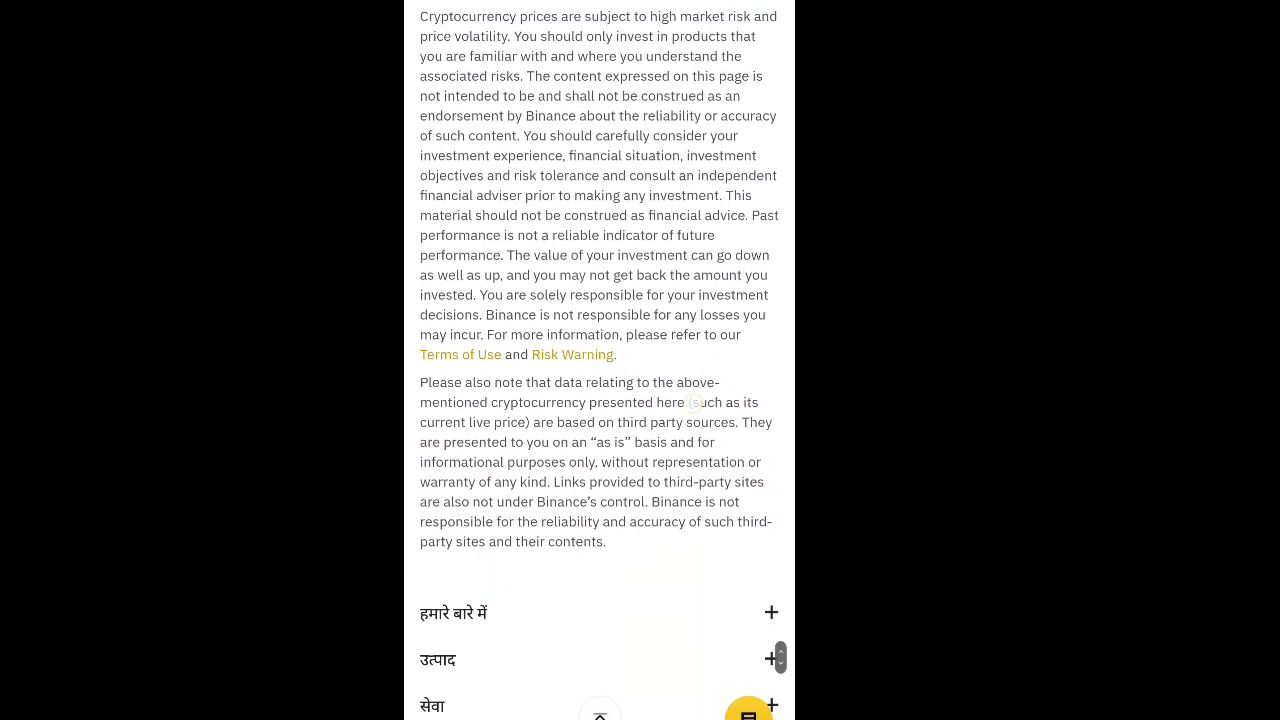 Cryptocurrency prices are subject to high market risk and
price volatility. You should only invest in products that
you are familiar with and where you understand the
associated risks. The content expressed on this page is
not intended to be and shall not be construed as an
endorsement by Binance about the reliability or accuracy
of such content. You should carefully consider your
investment experience, financial situation, investment
objectives and risk tolerance and consult an independent
financial adviser prior to making any investment. This
material should not be construed as financial advice. Past
performance is not a reliable indicator of future
performance. The value of your investment can go down
as well as up, and you may not get back the amount you
invested. You are solely responsible for your investment
decisions. Binance is not responsible for any losses you
may incur. For more information, please refer to our
Terms of Use and Risk Warning.
Please also note that data relating to the above-
mentioned cryptocurrency presented here (such as its
current live price) are based on third party sources. They
are presented to you on an “as is” basis and for
informational purposes only, without representation or
warranty of any kind. Links provided to third-party sites
are also not under Binance’s control. Binance is not
responsible for the reliability and accuracy of such third-
party sites and their contents.
हमारे बारे में
उत्पाद
सेवा